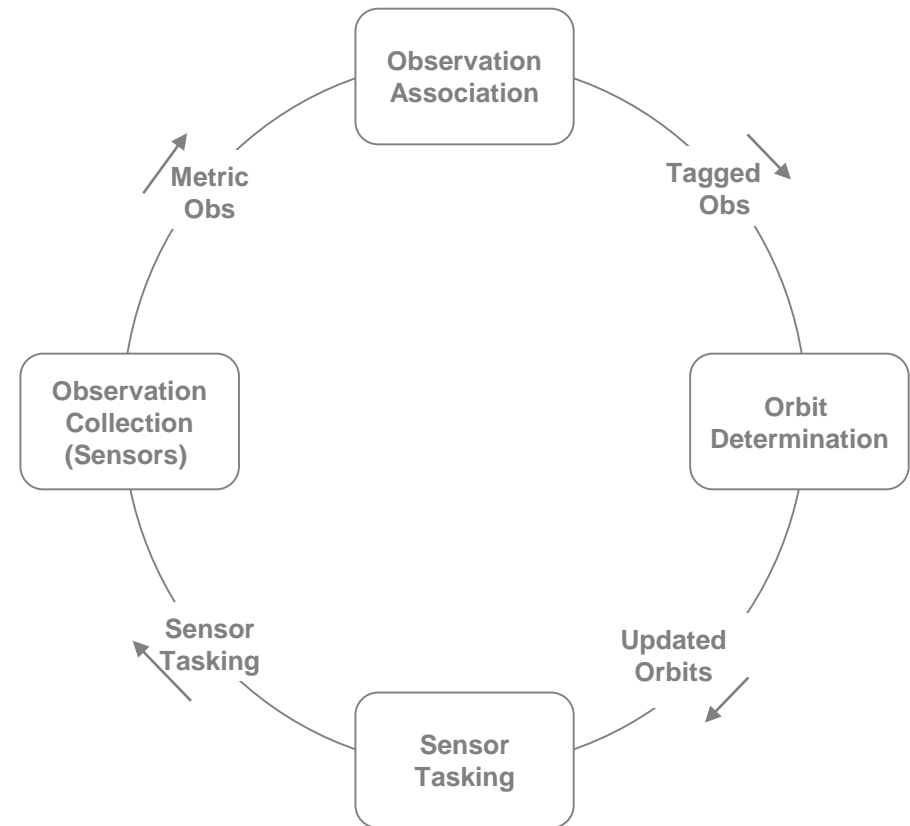 Observation
Association
Metric
Obs
Tagged
Obs
Observation
Collection
(Sensors)
Orbit
Determination
Sensor
Tasking
Updated
Orbits
Sensor
Tasking